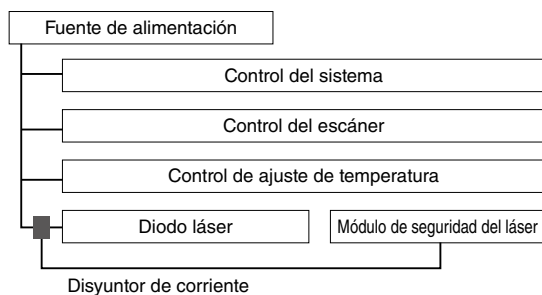 Fuente de alimentación
Control del sistema
Control del escáner
Control de ajuste de temperatura
Diodo láser
Módulo de seguridad del láser
Disyuntor de corriente